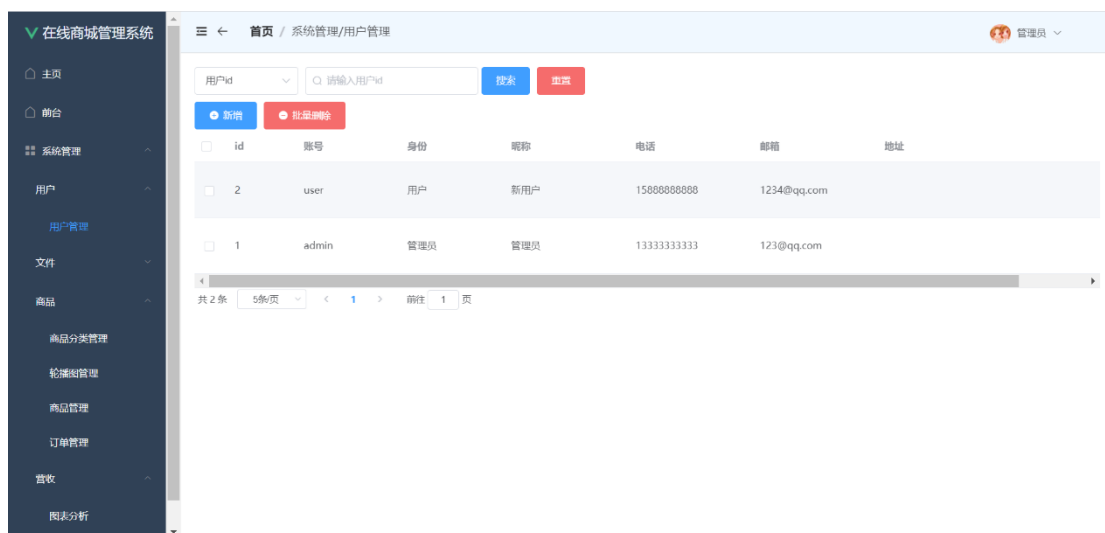 在线商城管理系统
首页 / 系统管理/用户管理
管理员
主页
前台
系统管理
用户
用户管理
文件
商品
商品分类管理
轮播图管理
商品管理
订单管理
营收
图表分析
用户id
请输入用户id
搜索
重置
新增
批量删除
id 账号 身份 昵称 电话 邮箱 地址
2 user 用户 新用户 15888888888 1234@qq.com
1 admin 管理员 管理员 13333333333 123@qq.com
共 2 条 5条/页 < 1 > 前往 1 页